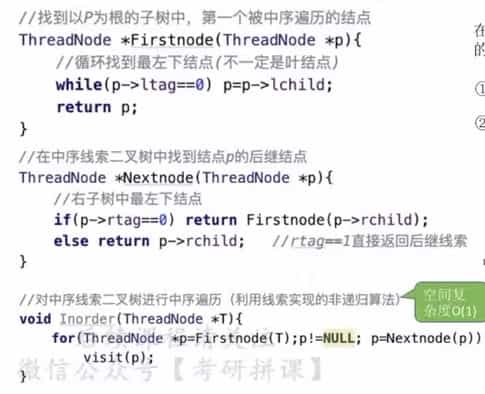 //找到以P为根的子树中，第一个被中序遍历的结点
ThreadNode *Firstnode(ThreadNode *p){
//循环找到最左下结点(不一定是叶结点)
while(p->ltag==0) p=p->lchild;
return p;
}
在
的
①
②
//在中序线索二叉树中找到结点p的后继结点
ThreadNode *Nextnode(ThreadNode *p){
//右子树中最左下结点
if(p->rtag==0) return Firstnode(p->rchild);
else return p->rchild; //rtag==1直接返回后继线索
}
空间复
杂度O(1)
//对中序线索二叉树进行中序遍历（利用线索实现的非递归算法）
void Inorder(ThreadNode *T){
for(ThreadNode *p=Firstnode(T);p!=NULL; p=Nextnode(p))
visit(p);
}
微信公众号【考研拼课】